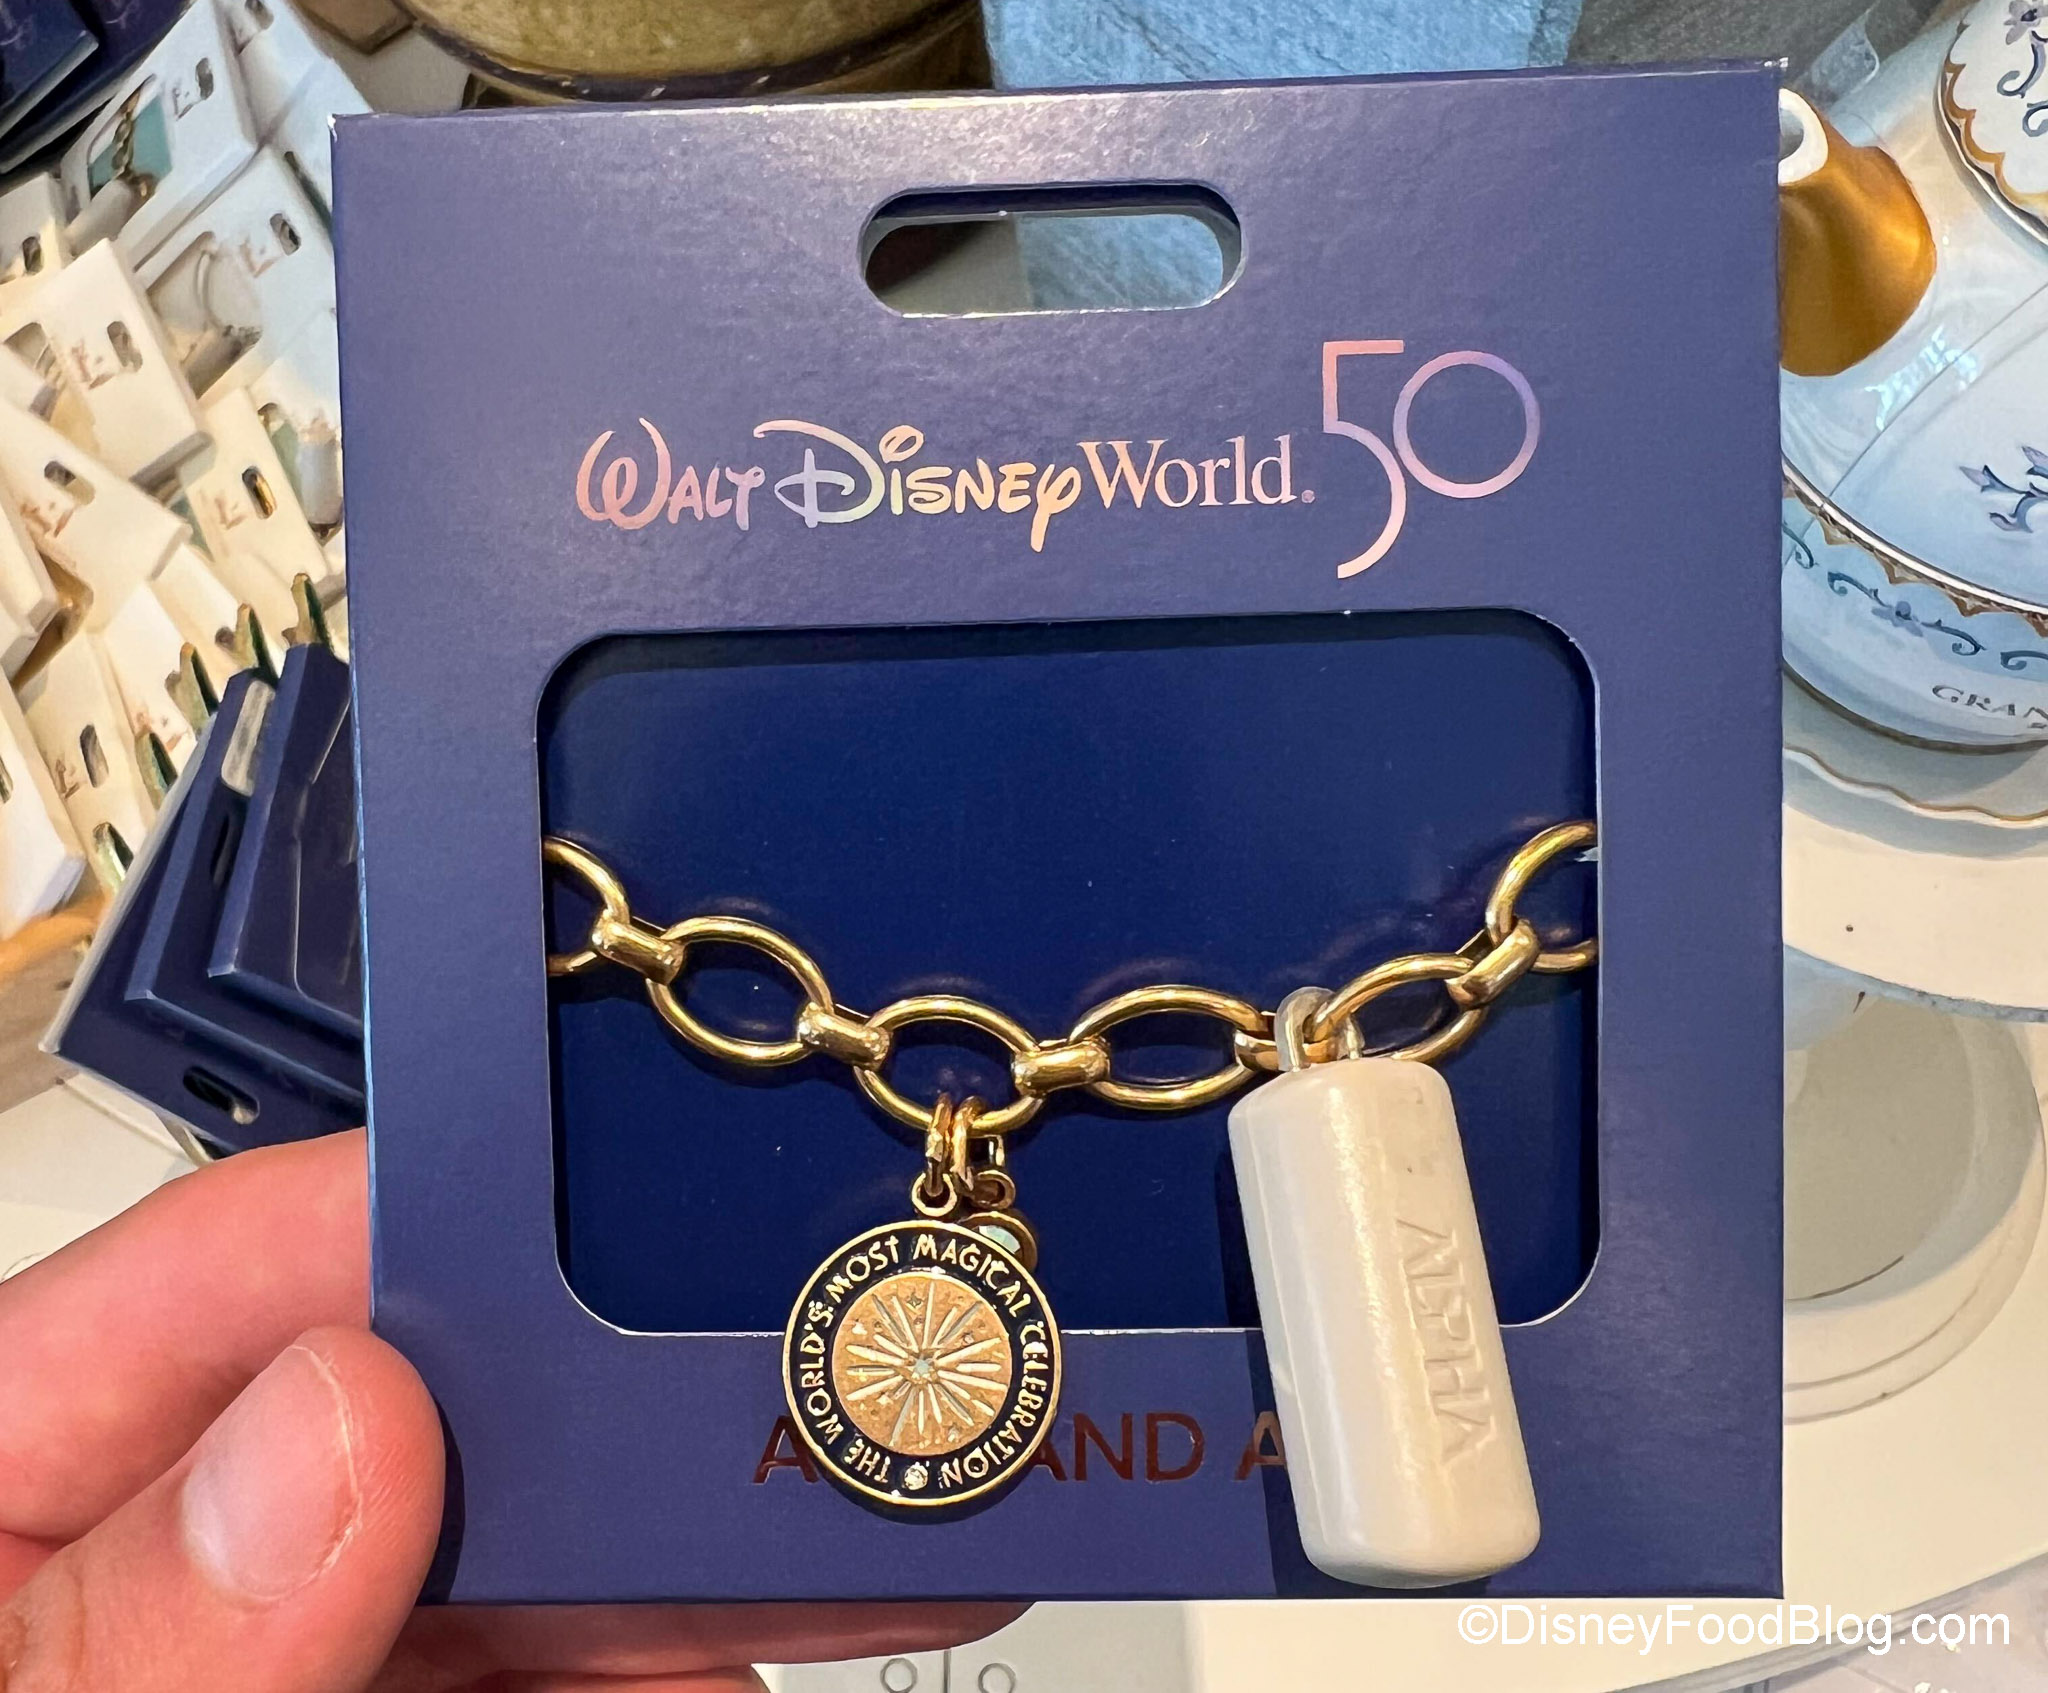 WALT DISNEY World. 50
THE WORLD'S MOST MAGICAL CELEBRATION
AND
ALPHA
©DisneyFoodBlog.com